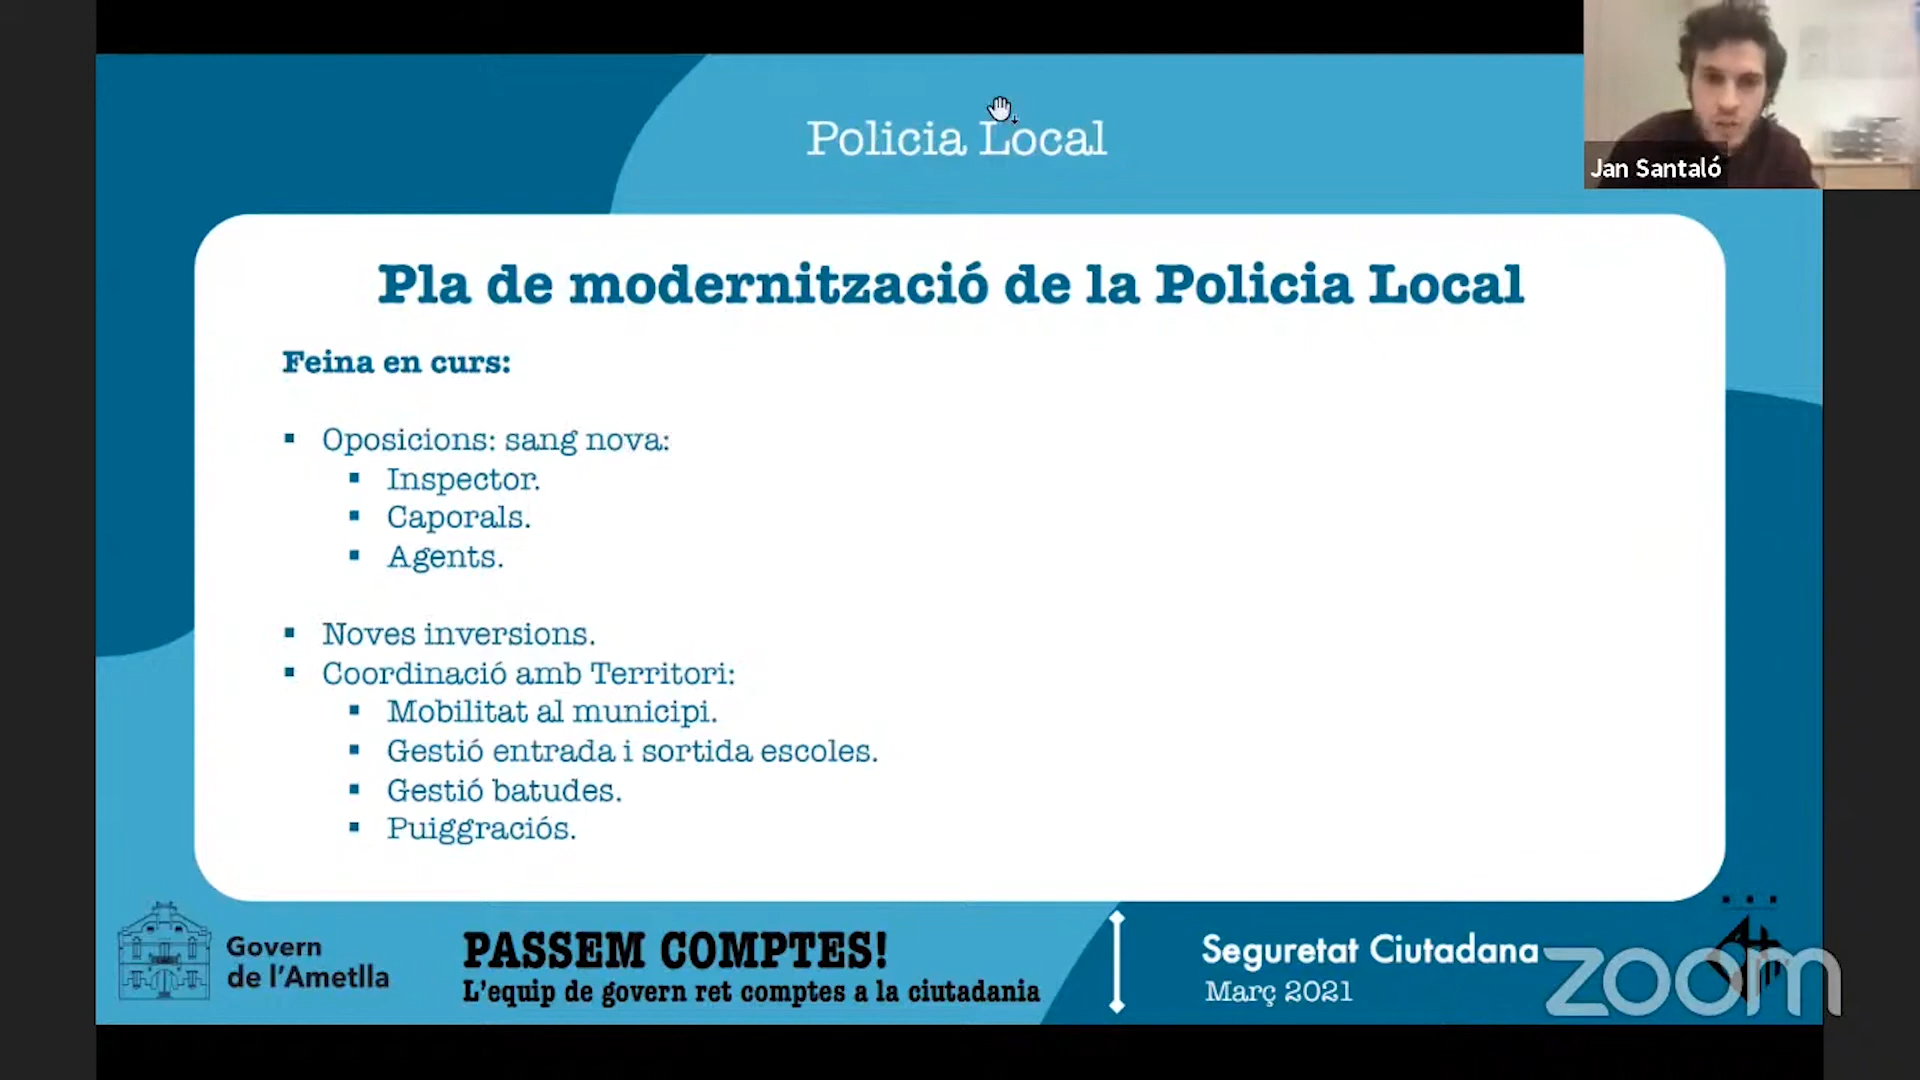 Policia Local
Jan Santaló
Pla de modernització de la Policia Local
Feina en curs:
Oposicions: sang nova:
Inspector.
Caporals.
Agents.
Noves inversions.
Coordinació amb Territori:
Mobilitat al municipi.
Gestió entrada i sortida escoles.
Gestió batudes.
Puiggraciós.
Govern
de l'Ametlla
PASSEM COMPTES!
L'equip de govern ret comptes a la ciutadania
Seguretat Ciutadana
Març 2021
zoom